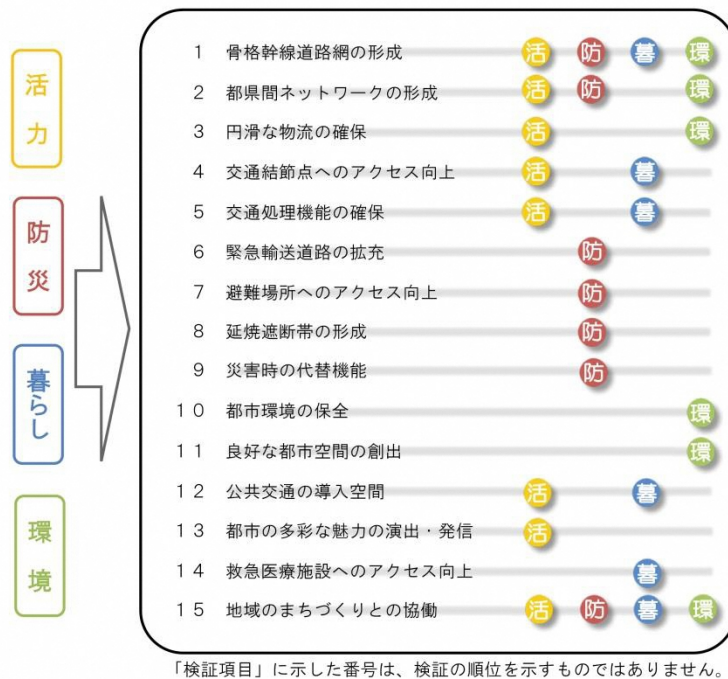 活力
防災
暮らし
環境
1 骨格幹線道路網の形成 活 防 暮 環
2 都県間ネットワークの形成 活 防 環
3 円滑な物流の確保 活 環
4 交通結節点へのアクセス向上 活 暮
5 交通処理機能の確保 活 暮
6 緊急輸送道路の拡充 防
7 避難場所へのアクセス向上 防
8 延焼遮断帯の形成 防
9 災害時の代替機能 防
10 都市環境の保全 環
11 良好な都市空間の創出 環
12 公共交通の導入空間 活 暮
13 都市の多彩な魅力の演出・発信 活
14 救急医療施設へのアクセス向上 暮
15 地域のまちづくりとの協働 活 防 暮 環
「検証項目」に示した番号は、検証の順位を示すものではありません。